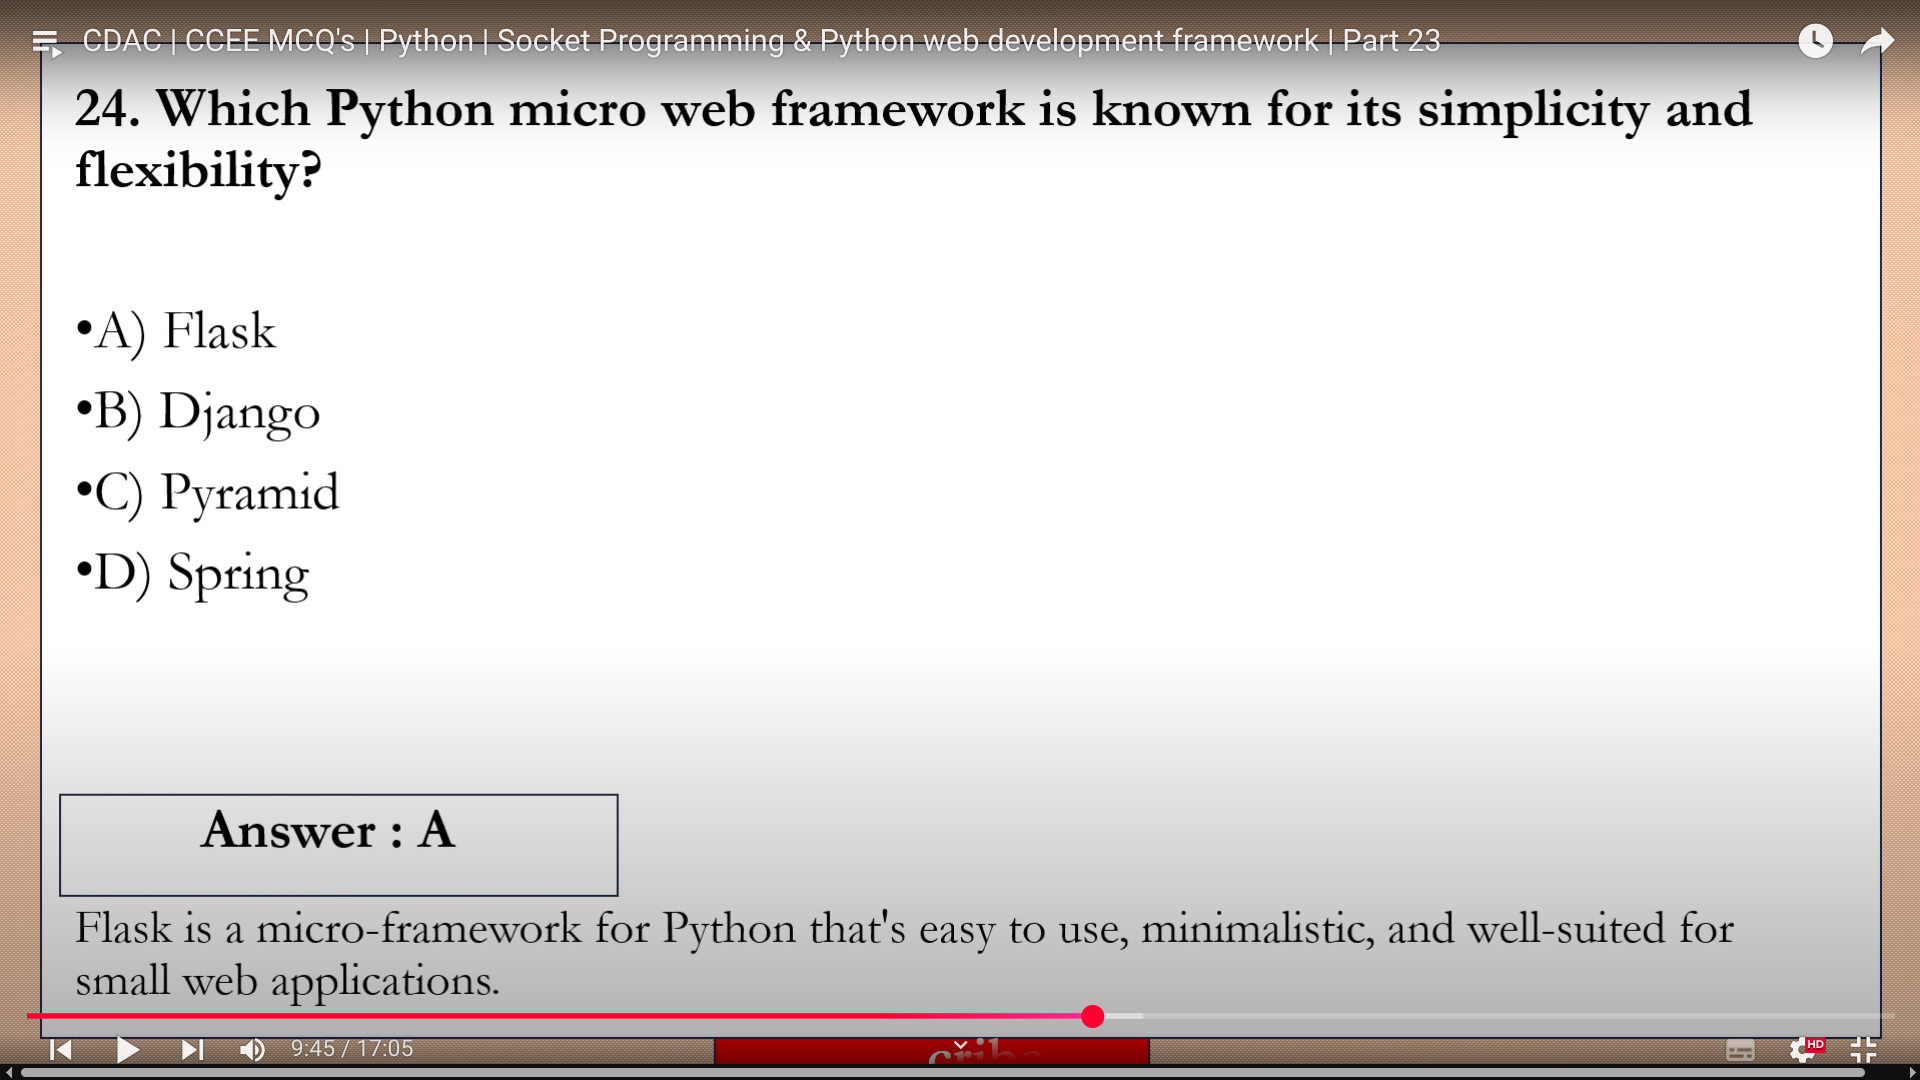 CDAC | CCEE MCQ's | Python | Socket Programming & Python web development framework | Part 23
24. Which Python micro web framework is known for its simplicity and
flexibility?
•A) Flask
•B) Django
•C) Pyramid
•D) Spring
Answer : A
Flask is a micro-framework for Python that's easy to use, minimalistic, and well-suited for
small web applications.
9:45 / 17:05
HD